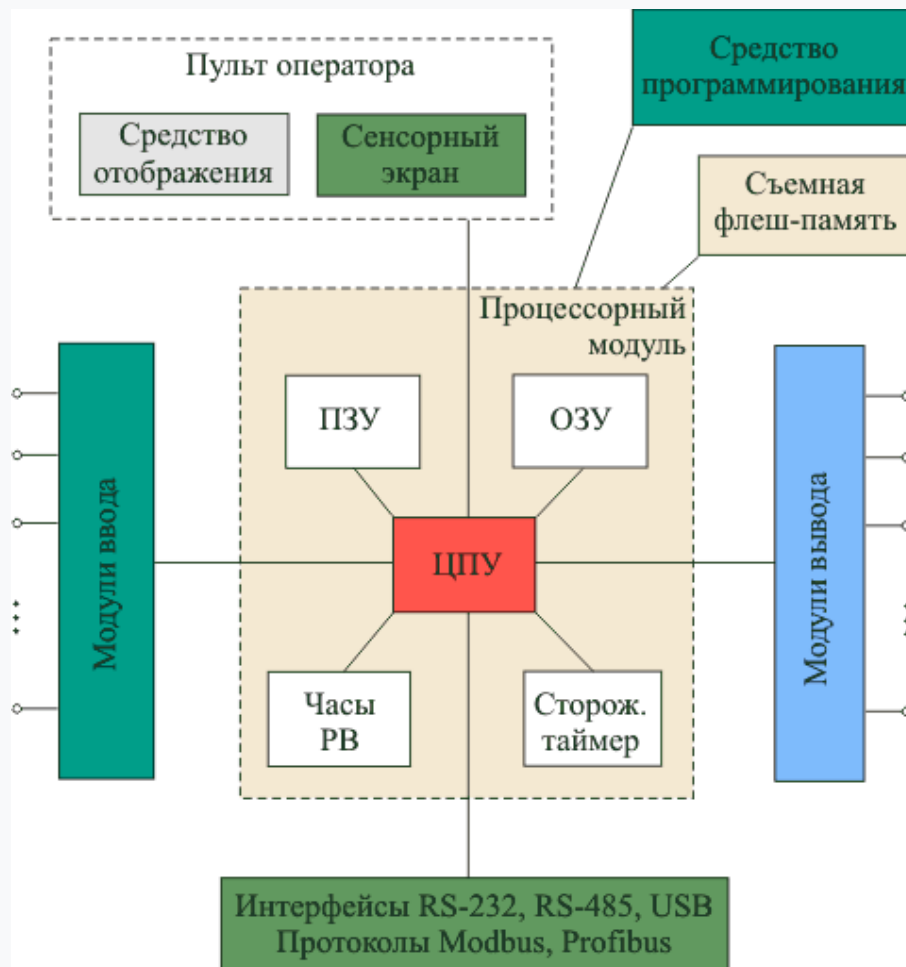 Пульт оператора
Средство
отображения
Сенсорный
экран
Средство
программирования
Съемная
флеш-память
Процессорный
модуль
ПЗУ
ОЗУ
Модули ввода
ЦПУ
Модули вывода
Часы
РВ
Сторож.
таймер
Интерфейсы RS-232, RS-485, USB
Протоколы Modbus, Profibus